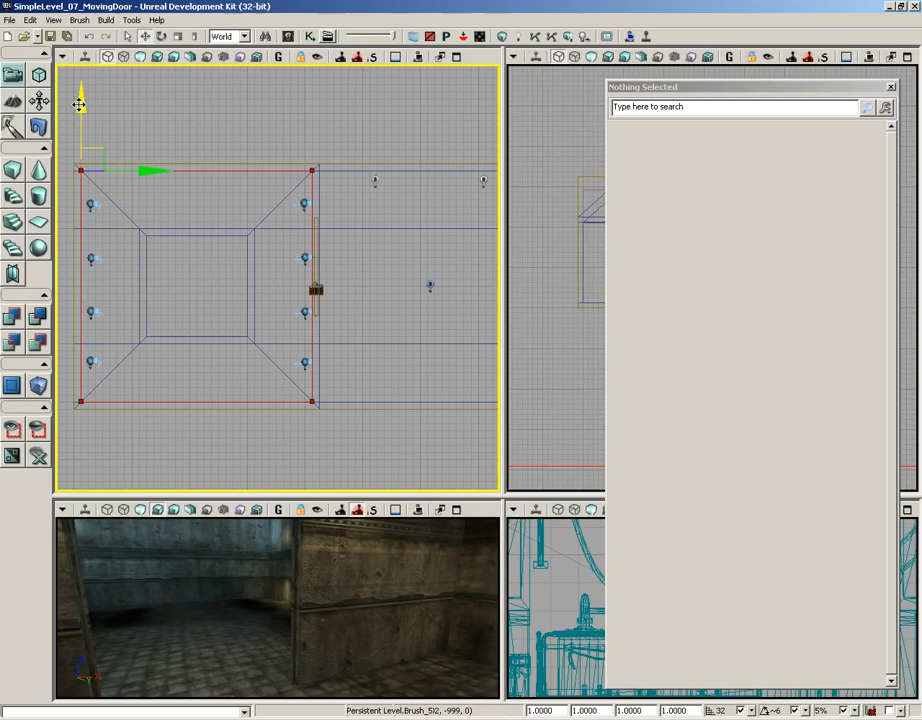 SimpleLevel_07_MovingDoor - Unreal Development Kit (32-bit)
File Edit View Brush Build Tools Help
World
G
G
Nothing Selected
Type here to search
G
Persistent Level.Brush_5
-999, 0)
1.0000
1.0000
1.0000
1.0000
32
5%